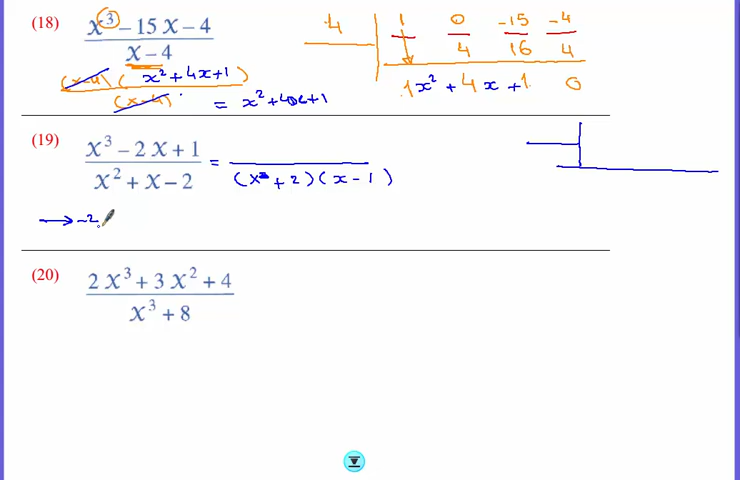 (18) (x³ - 15x - 4)/(x - 4)
4 | 1 0 -15 -4
4 16 4
1x² + 4x + 1 0
(x-4)(x² + 4x + 1)/(x-4) = x² + 4x + 1
(19) (x³ - 2x + 1)/(x² + x - 2) = /(x + 2)(x - 1)
→ -2,
(20) (2x³ + 3x² + 4)/(x³ + 8)